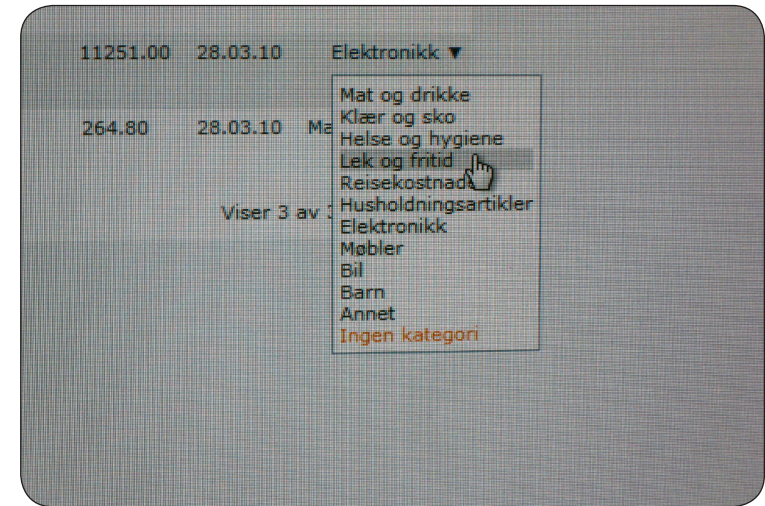 11251.00 28.03.10 Elektronikk ▼
Mat og drikke
Klær og sko
264.80 28.03.10
Helse og hygiene
Lek og fritid
Husholdningsartikler
Viser 3 av
Elektronikk
Møbler
Bil
Barn
Annet
Ingen kategori